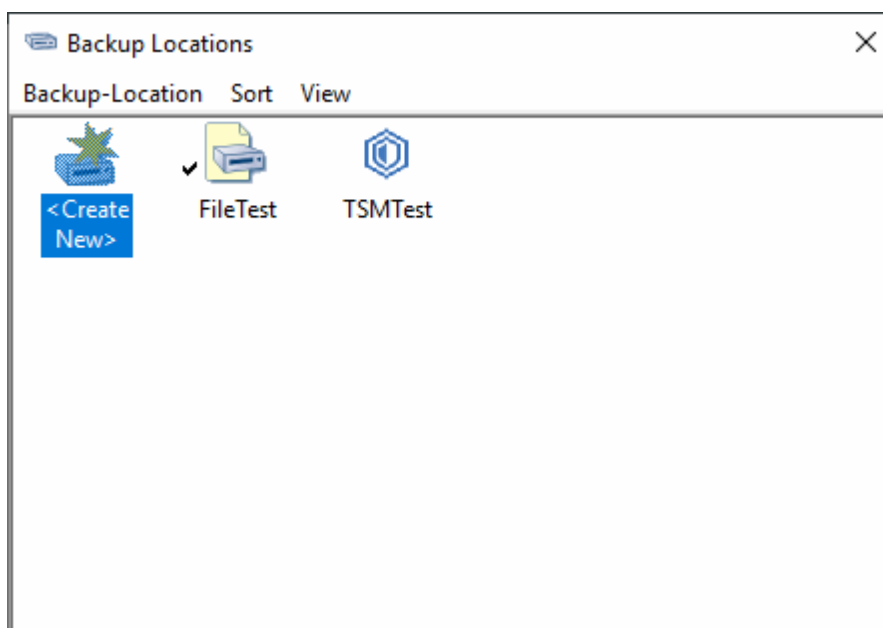 Backup Locations
Backup-Location Sort View
<Create
New>
FileTest
TSMTest